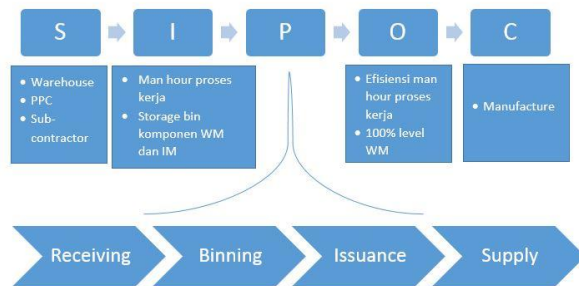 S I P O C
• Warehouse
• PPC
• Sub-
contractor
• Man hour proses
kerja
• Storage bin
komponen WM
dan IM
• Efisiensi man
hour proses
kerja
• 100% level
WM
• Manufacture
Receiving Binning Issuance Supply